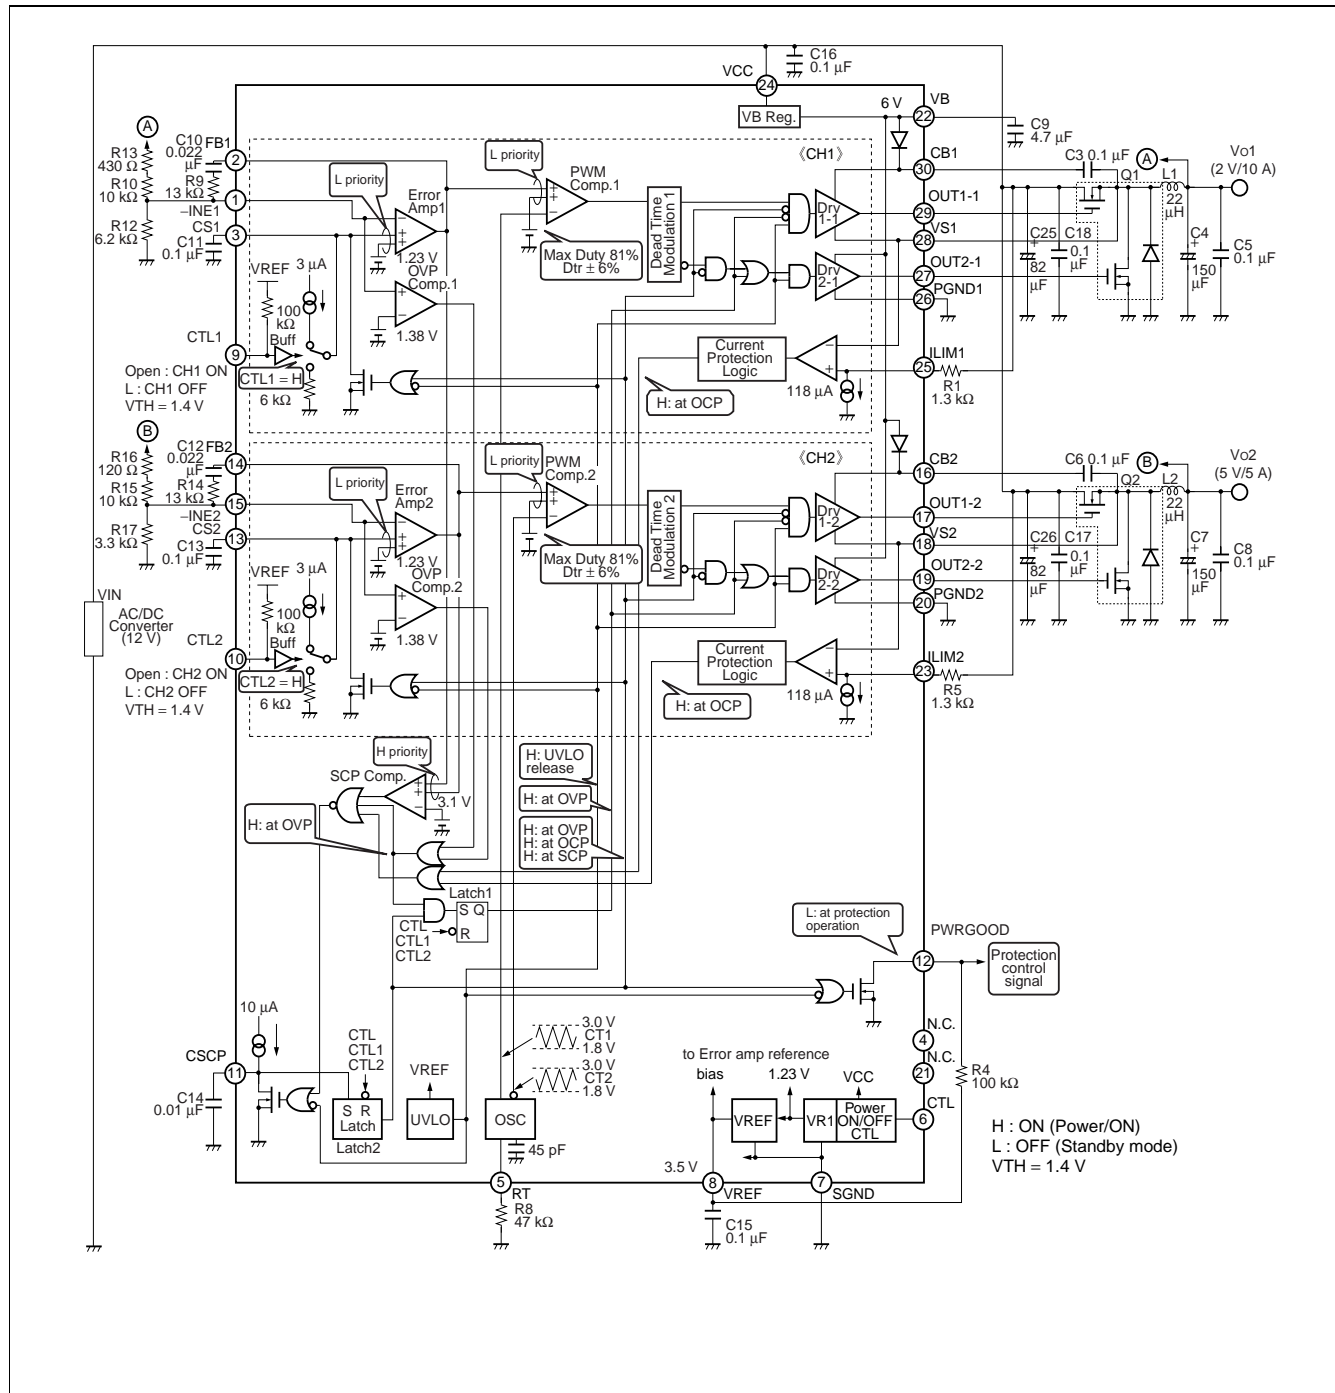 C16
0.1 µF
VCC
24
6 V
VB
VB Reg.
22
C9
4.7 µF
A
C10
0.022
µF
FB1
R13
430 Ω
2
R10
10 kΩ
R9
13 kΩ
1
–INE1
R12
6.2 kΩ
CS1
3
C11
0.1 µF
VREF
3 µA
100
kΩ
CTL1
Buff
9
Open : CH1 ON
L : CH1 OFF
VTH = 1.4 V
CTL1 = H
6 kΩ
L priority
Error
Amp1
1.23 V
OVP
Comp.1
1.38 V
L priority
PWM
Comp.1
Max Duty 81%
Dtr ± 6%
Dead Time
Modulation 1
《CH1》
Drv
1-1
Drv
2-1
Current
Protection
Logic
H: at OCP
118 µA
CB1
30
OUT1-1
29
VS1
28
OUT2-1
27
PGND1
26
ILIM1
25
R1
1.3 kΩ
C3 0.1 µF
A
Q1
L1
22
µH
VO1
(2 V/10 A)
C25
82
µF
C18
0.1
µF
C4
150
µF
C5
0.1 µF
B
C12
0.022
µF
FB2
R16
120 Ω
14
R15
10 kΩ
R14
13 kΩ
15
–INE2
CS2
R17
3.3 kΩ
13
C13
0.1 µF
VREF
3 µA
100
kΩ
VIN
AC/DC
Converter
(12 V)
CTL2
Buff
10
Open : CH2 ON
L : CH2 OFF
VTH = 1.4 V
CTL2 = H
6 kΩ
L priority
Error
Amp2
1.23 V
OVP
Comp.2
1.38 V
L priority
PWM
Comp.2
Max Duty 81%
Dtr ± 6%
Dead Time
Modulation 2
《CH2》
Drv
1-2
Drv
2-2
Current
Protection
Logic
H: at OCP
118 µA
CB2
16
OUT1-2
17
VS2
18
OUT2-2
19
PGND2
20
ILIM2
23
R5
1.3 kΩ
C6 0.1 µF
B
Q2
L2
22
µH
VO2
(5 V/5 A)
C26
82
µF
C17
0.1
µF
C7
150
µF
C8
0.1 µF
H priority
SCP Comp.
3.1 V
H: at OVP
H: UVLO
release
H: at OVP
H: at OVP
H: at OCP
H: at SCP
Latch1
S Q
R
CTL
CTL1
CTL2
L: at protection
operation
PWRGOOD
12
Protection
control
signal
10 µA
CSCP
11
C14
0.01 µF
CTL
CTL1
CTL2
S R
Latch
Latch2
VREF
UVLO
OSC
45 pF
3.0 V
CT1
1.8 V
3.0 V
CT2
1.8 V
5
RT
R8
47 kΩ
to Error amp reference
bias
1.23 V
VCC
VREF
VR1
Power
ON/OFF
CTL
N.C.
4
N.C.
21
CTL
6
R4
100 kΩ
H : ON (Power/ON)
L : OFF (Standby mode)
VTH = 1.4 V
3.5 V
8
VREF
7
SGND
C15
0.1 µF